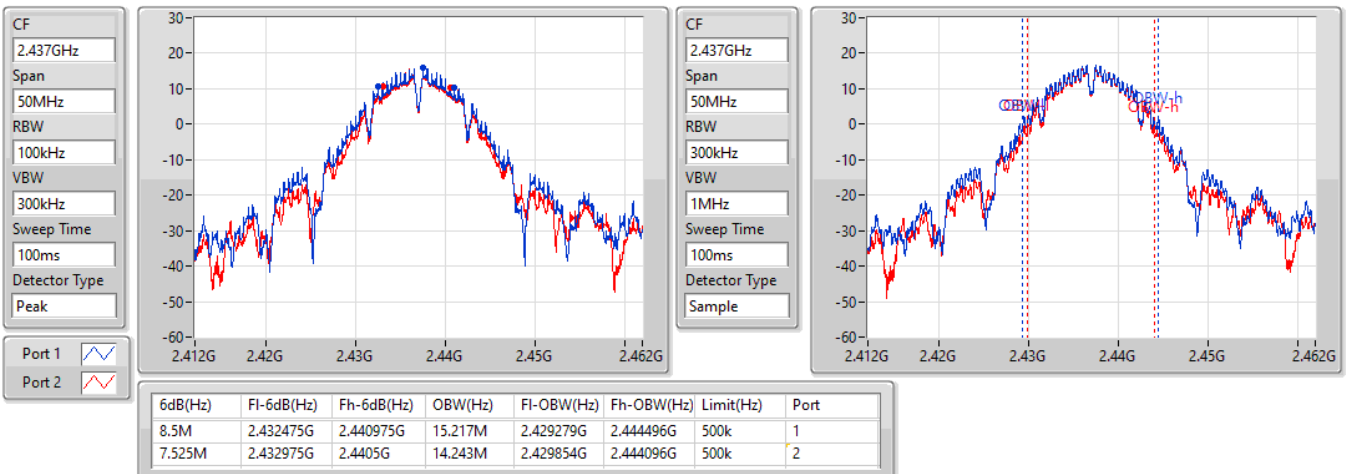 CF
2.437GHz
Span
50MHz
RBW
100kHz
VBW
300kHz
Sweep Time
100ms
Detector Type
Peak
Port 1
Port 2
30
20
10
0
-10
-20
-30
-40
-50
-60
2.412G 2.42G 2.43G 2.44G 2.45G 2.462G
CF
2.437GHz
Span
50MHz
RBW
300kHz
VBW
1MHz
Sweep Time
100ms
Detector Type
Sample
30
20
10
0
-10
-20
-30
-40
-50
-60
OBW-h
OBW-h
2.412G 2.42G 2.43G 2.44G 2.45G 2.462G
6dB(Hz) Fl-6dB(Hz) Fh-6dB(Hz) OBW(Hz) Fl-OBW(Hz) Fh-OBW(Hz) Limit(Hz) Port
8.5M 2.432475G 2.440975G 15.217M 2.429279G 2.444496G 500k 1
7.525M 2.432975G 2.4405G 14.243M 2.429854G 2.444096G 500k 2